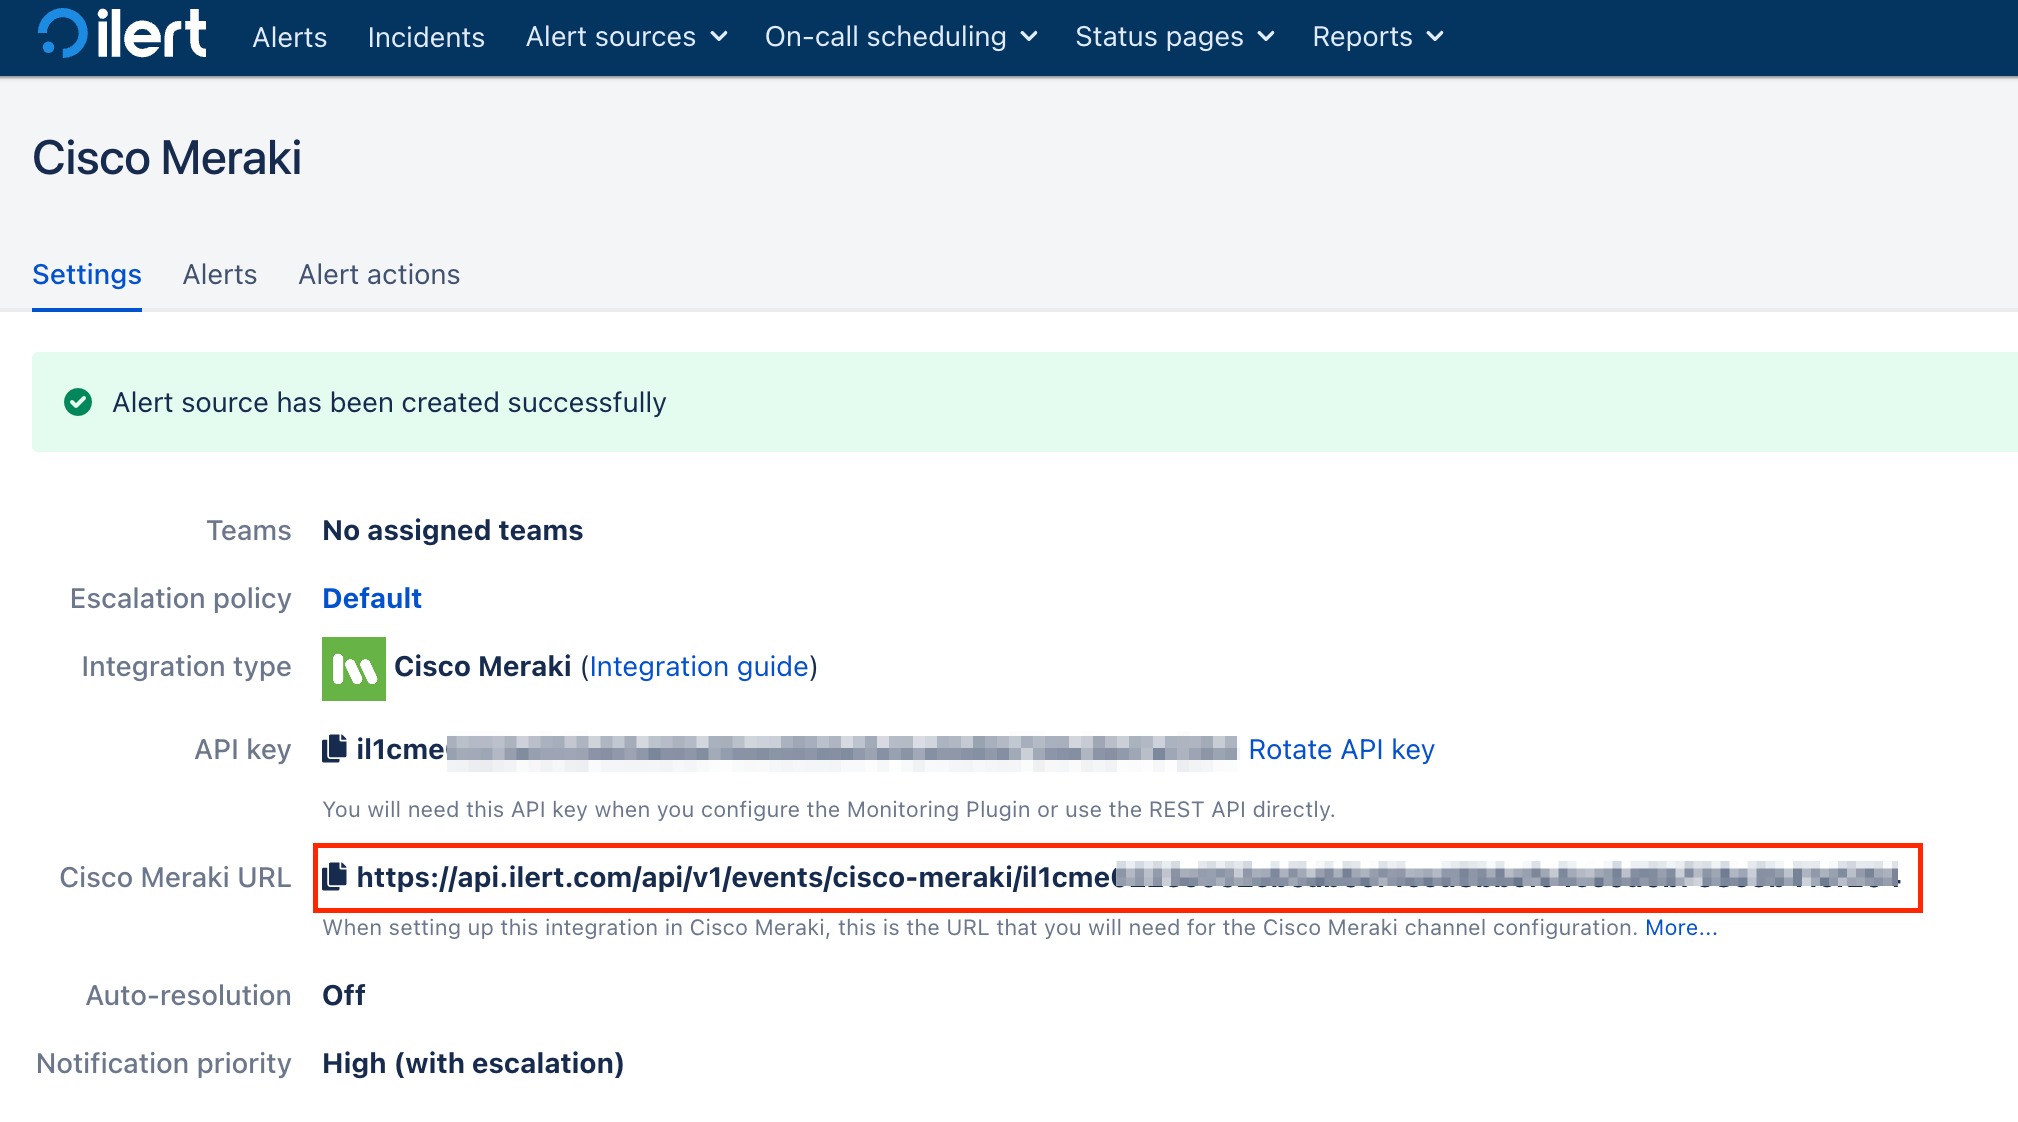 ilert Alerts Incidents Alert sources On-call scheduling Status pages Reports
Cisco Meraki
Settings Alerts Alert actions
Alert source has been created successfully
Teams No assigned teams
Escalation policy Default
Integration type Cisco Meraki (Integration guide)
API key il1cme Rotate API key
You will need this API key when you configure the Monitoring Plugin or use the REST API directly.
Cisco Meraki URL https://api.ilert.com/api/v1/events/cisco-meraki/il1cme
When setting up this integration in Cisco Meraki, this is the URL that you will need for the Cisco Meraki channel configuration. More...
Auto-resolution Off
Notification priority High (with escalation)